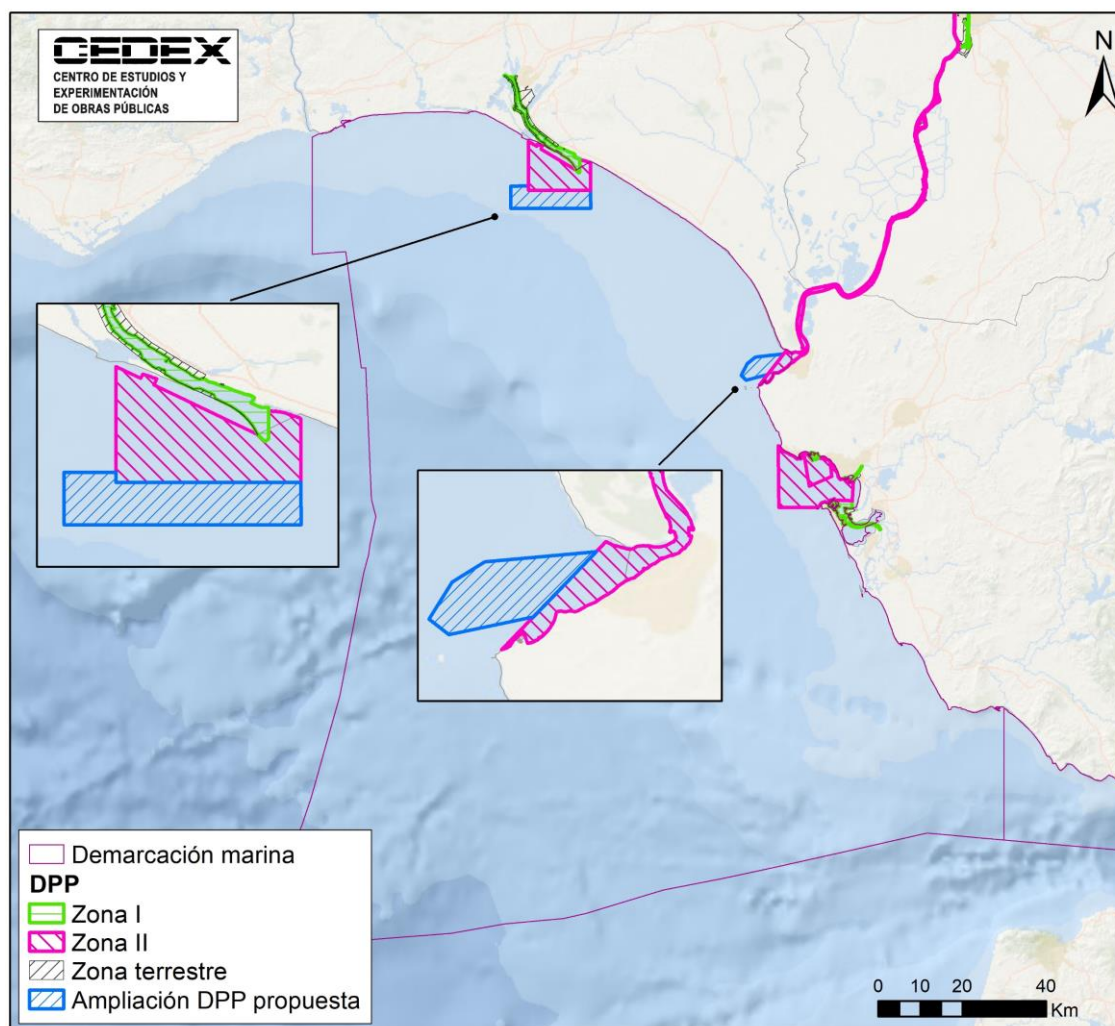 CEDEX
CENTRO DE ESTUDIOS Y
EXPERIMENTACIÓN
DE OBRAS PÚBLICAS
N
Demarcación marina
DPP
Zona I
Zona II
Zona terrestre
Ampliación DPP propuesta
0 10 20 40
Km